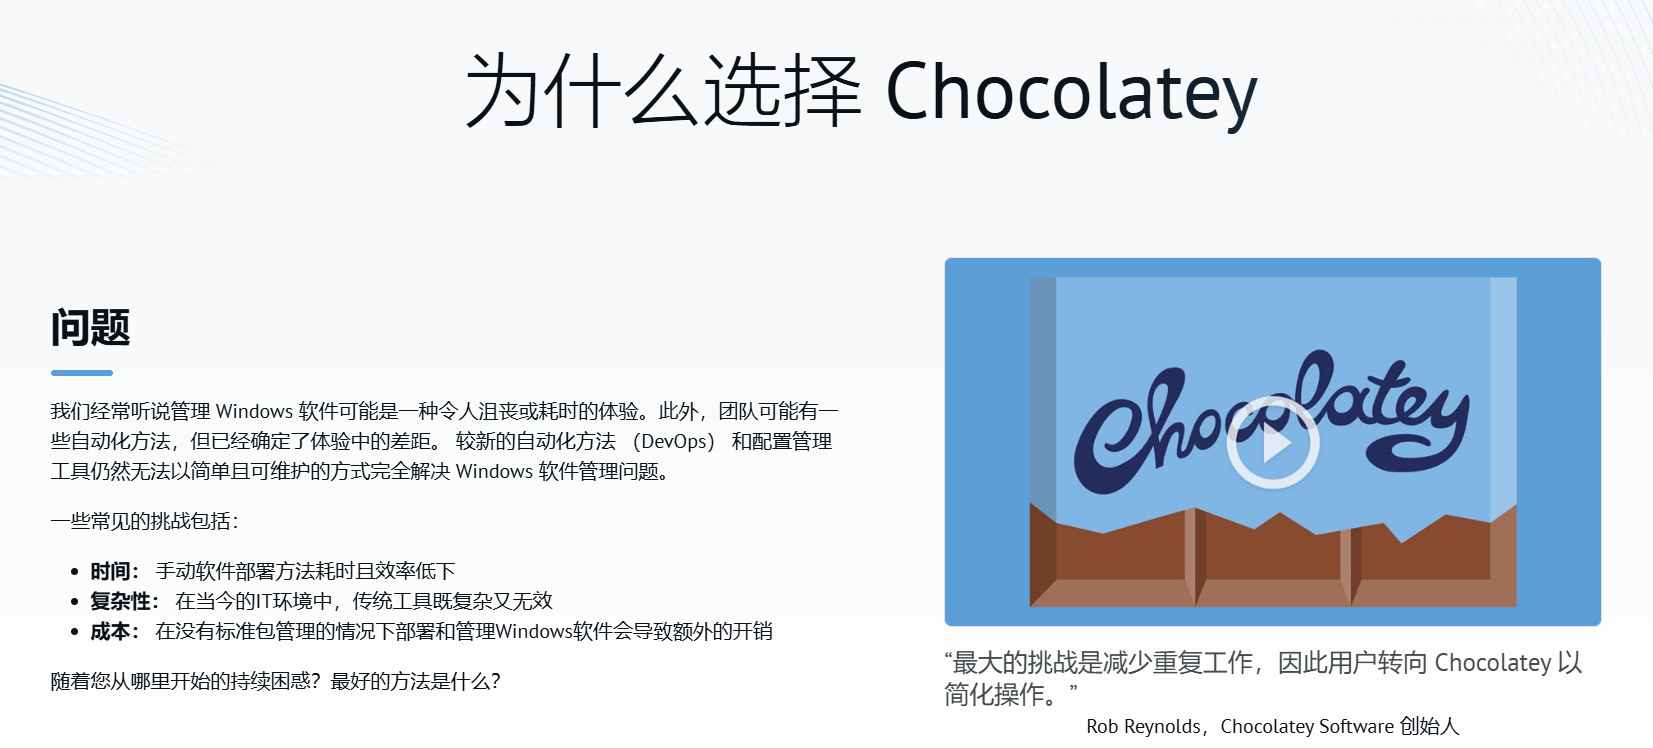 为什么选择 Chocolatey
问题
我们经常听说管理 Windows 软件可能是一种令人沮丧或耗时的体验。此外，团队可能有一
些自动化方法，但已经确定了体验中的差距。 较新的自动化方法 （DevOps） 和配置管理
工具仍然无法以简单且可维护的方式完全解决 Windows 软件管理问题。
一些常见的挑战包括：
• 时间： 手动软件部署方法耗时且效率低下
• 复杂性： 在当今的IT环境中，传统工具既复杂又无效
• 成本： 在没有标准包管理的情况下部署和管理Windows软件会导致额外的开销
随着您从哪里开始的持续困惑？最好的方法是什么？
Chocolatey
“最大的挑战是减少重复工作，因此用户转向 Chocolatey 以
简化操作。”
Rob Reynolds，Chocolatey Software 创始人